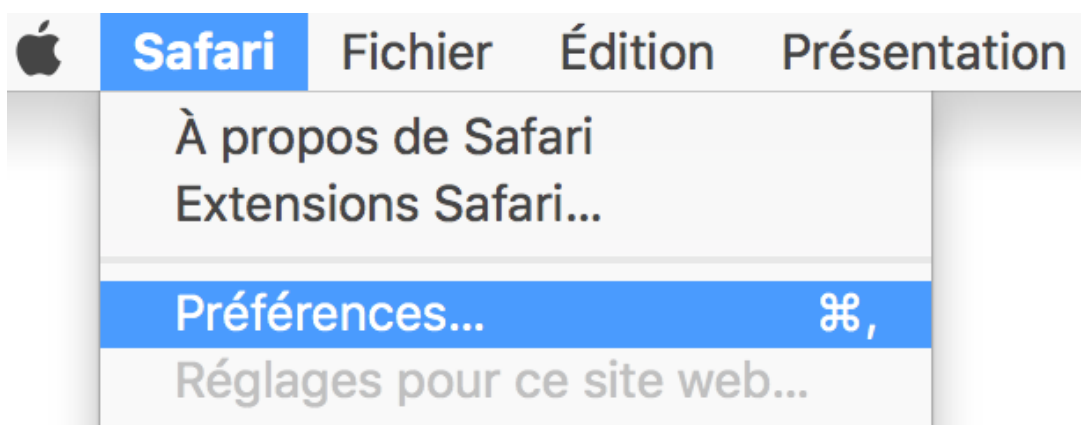 Safari Fichier Édition Présentation
À propos de Safari
Extensions Safari...
Préférences... ⌘,
Réglages pour ce site web...